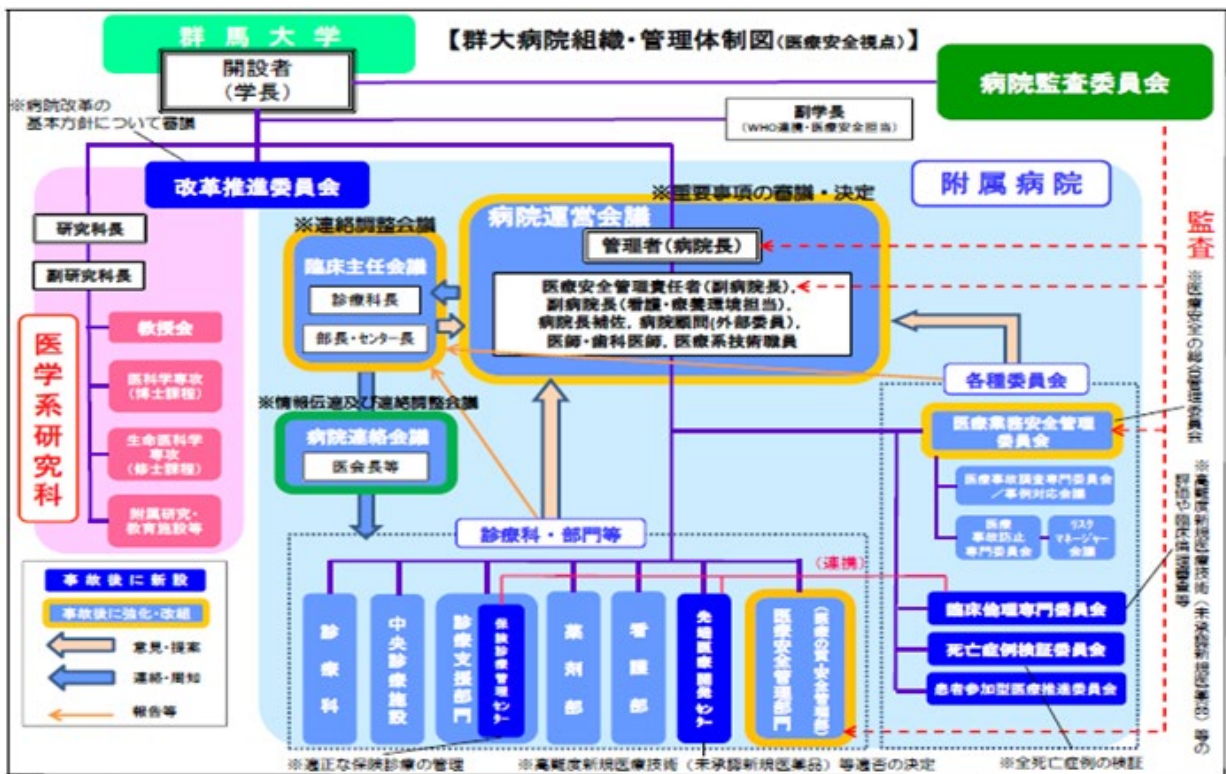 群馬大学
【群大病院組織・管理体制図(医療安全視点)】
開設者
(学長)
病院監査委員会
※病院改革の
基本方針について審議
副学長
(WHO連携・医療安全担当)
改革推進委員会
附属病院
※重要事項の審議・決定
病院運営会議
※連絡調整会議
管理者(病院長)
監査
研究科長
臨床主任会議
副研究科長
診療科長
医療安全管理責任者(副病院長),
副病院長(看護・療養環境担当),
病院長補佐, 病院顧問(外部委員),
医師・歯科医師, 医療系技術職員
部長・センター長
医学系研究科
教授会
各種委員会
医科学専攻
(博士課程)
※情報伝達及び連絡調整会議
医療業務安全管理
委員会
病院連絡会議
生命医科学
専攻
(修士課程)
医会長等
医療事故調査専門委員会
/事例対応会議
附属研究・
教育施設等
診療科・部門等
医療
事故防止
専門委員会
リスク
マネージャー
会議
(連携)
事故後に新設
事故後に強化・改
意見・提案
連絡・周知
報告等
診療科
中央診療施設
診療支援部門
保険診療管理センター
薬剤部
看護部
先端医療開発センター
医療安全管理部門
(医療の質・安全管理部)
臨床倫理専門委員会
死亡症例検証委員会
患者参加型医療推進委員会
※適正な保険診療の管理
※高難度新規医療技術(未承認新規医薬品)等適否の決定
※全死亡症例の検証